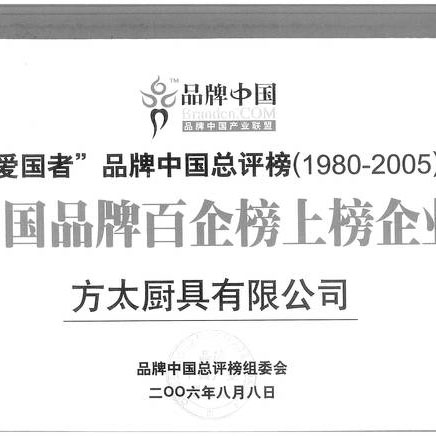 ™
品牌中国
Brandcn.COM
品牌中国产业联盟
爱国者”品牌中国总评榜(1980-2005)
国品牌百企榜上榜企业
方太厨具有限公司
品牌中国总评榜组委会
二〇〇六年八月八日